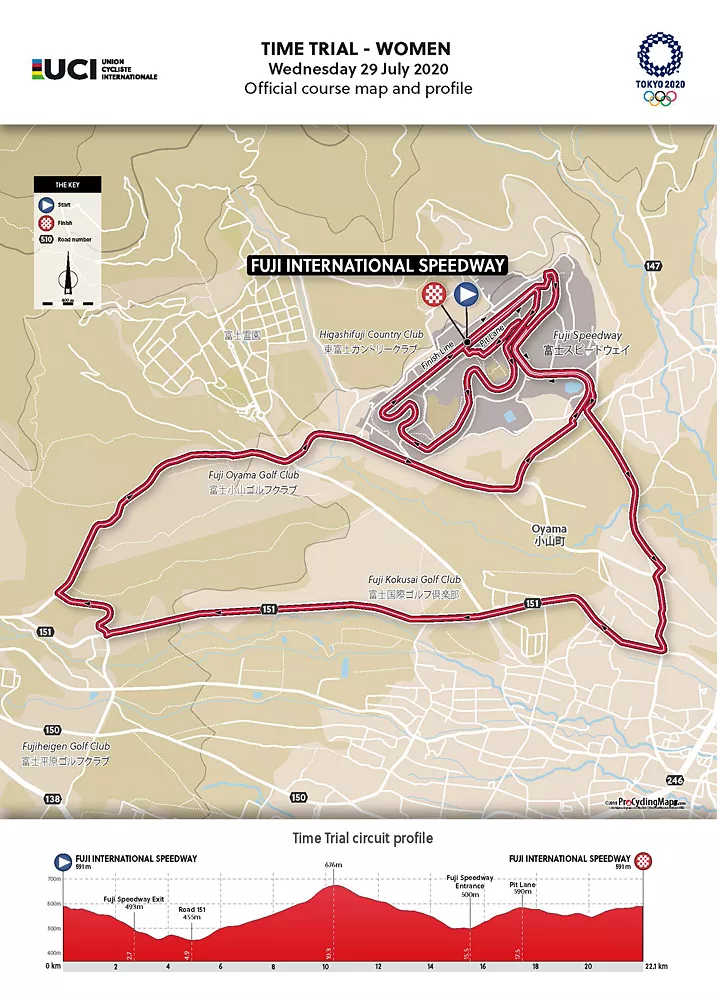 UCI
UNION
CYCLISTE
INTERNATIONALE
TIME TRIAL - WOMEN
Wednesday 29 July 2020
Official course map and profile
TOKYO 2020
THE KEY
Start
Finish
510 Road number
400 m
FUJI INTERNATIONAL SPEEDWAY
147
富士霊園
Higashifuji Country Club
東富士カントリークラブ
Finish Line
Pit Lane
Fuji Speedway
富士スピードウェイ
Fuji Oyama Golf Club
富士小山ゴルフクラブ
Oyama
小山町
Fuji Kokusai Golf Club
富士国際ゴルフ倶楽部
151
151
151
150
Fujiheigen Golf Club
富士平原ゴルフクラブ
138
150
246
ProCyclingMaps.com
Time Trial circuit profile
FUJI INTERNATIONAL SPEEDWAY
591m
FUJI INTERNATIONAL SPEEDWAY
591m
676m
Fuji Speedway Exit
493m
Road 151
455m
Fuji Speedway
Entrance
500m
Pit Lane
590m
700m
600m
500m
400m
2.7
4.9
10.3
15.5
17.5
0 km
2
4
6
8
10
12
14
16
18
20
22.1 km